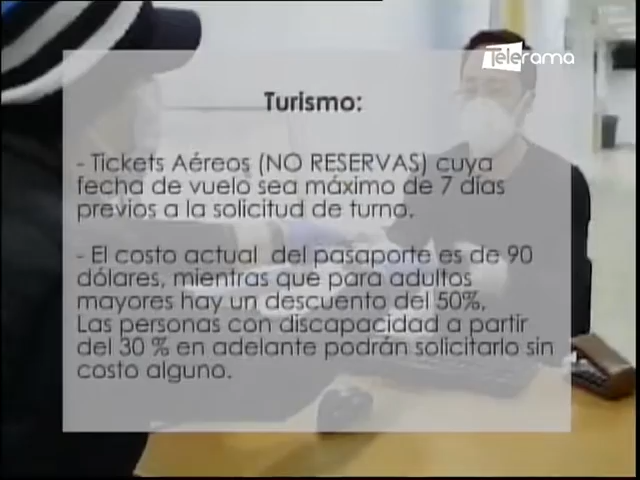 Telerama
Turismo:
- Tickets Aéreos (NO RESERVAS) cuya
fecha de vuelo sea máximo de 7 días
previos a la solicitud de turno.
- El costo actual del pasaporte es de 90
dólares, mientras que para adultos
mayores hay un descuento del 50%,
Las personas con discapacidad a partir
del 30 % en adelante podrán solicitarlo sin
costo alguno.